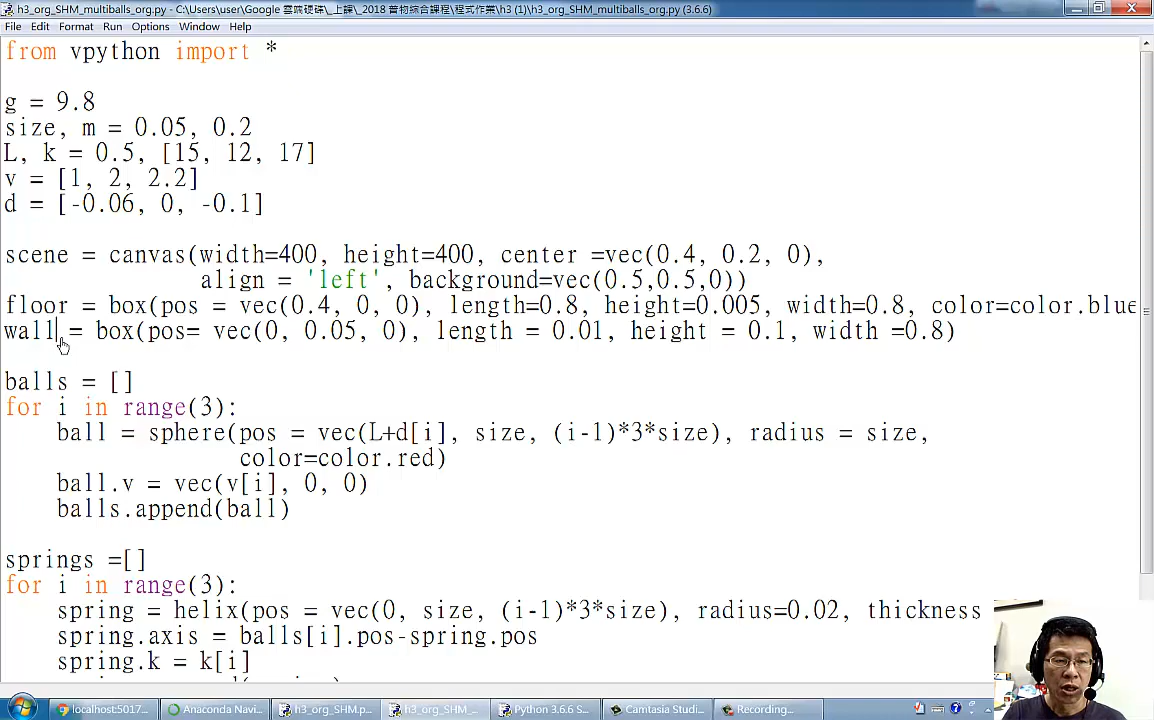 h3_org_SHM_multiballs_org.py - C:\Users\user\Google 雲端硬碟\_上課\_2018 普物綜合課程\程式作業\h3 (1)\h3_org_SHM_multiballs_org.py (3.6.6)
File Edit Format Run Options Window Help
from vpython import *
g = 9.8
size, m = 0.05, 0.2
L, k = 0.5, [15, 12, 17]
v = [1, 2, 2.2]
d = [-0.06, 0, -0.1]
scene = canvas(width=400, height=400, center =vec(0.4, 0.2, 0),
align = 'left', background=vec(0.5,0.5,0))
floor = box(pos = vec(0.4, 0, 0), length=0.8, height=0.005, width=0.8, color=color.blue
wall = box(pos= vec(0, 0.05, 0), length = 0.01, height = 0.1, width =0.8)
balls = []
for i in range(3):
ball = sphere(pos = vec(L+d[i], size, (i-1)*3*size), radius = size,
color=color.red)
ball.v = vec(v[i], 0, 0)
balls.append(ball)
springs =[]
for i in range(3):
spring = helix(pos = vec(0, size, (i-1)*3*size), radius=0.02, thickness
spring.axis = balls[i].pos-spring.pos
spring.k = k[i]
localhost:5017... Anaconda Navi... h3_org_SHM.p... h3_org_SHM_... Python 3.6.6 S... Camtasia Studi... Recording...